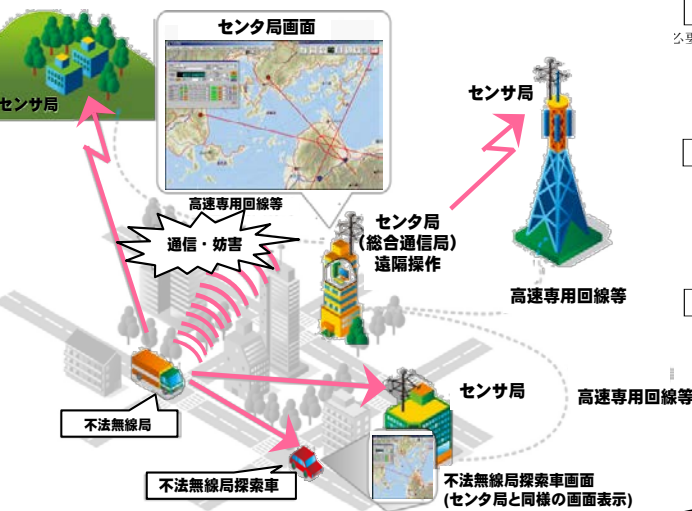 センタ局画面
センサ局
センサ局
高速専用回線等
通信・妨害
センタ局
(総合通信局)
遠隔操作
高速専用回線等
センサ局
高速専用回線等
不法無線局
不法無線局探索車
不法無線局探索車画面
(センタ局と同様の画面表示)